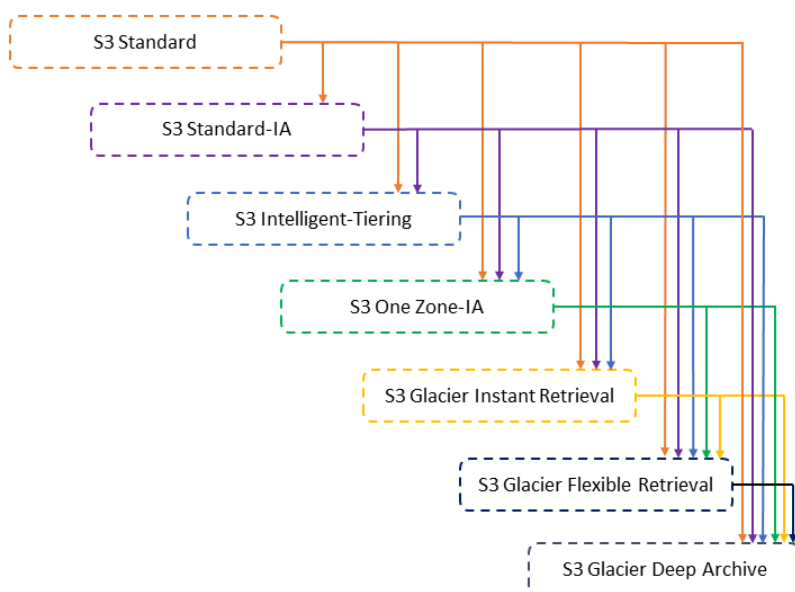 S3 Standard
S3 Standard-IA
S3 Intelligent-Tiering
S3 One Zone-IA
S3 Glacier Instant Retrieval
S3 Glacier Flexible Retrieval
S3 Glacier Deep Archive